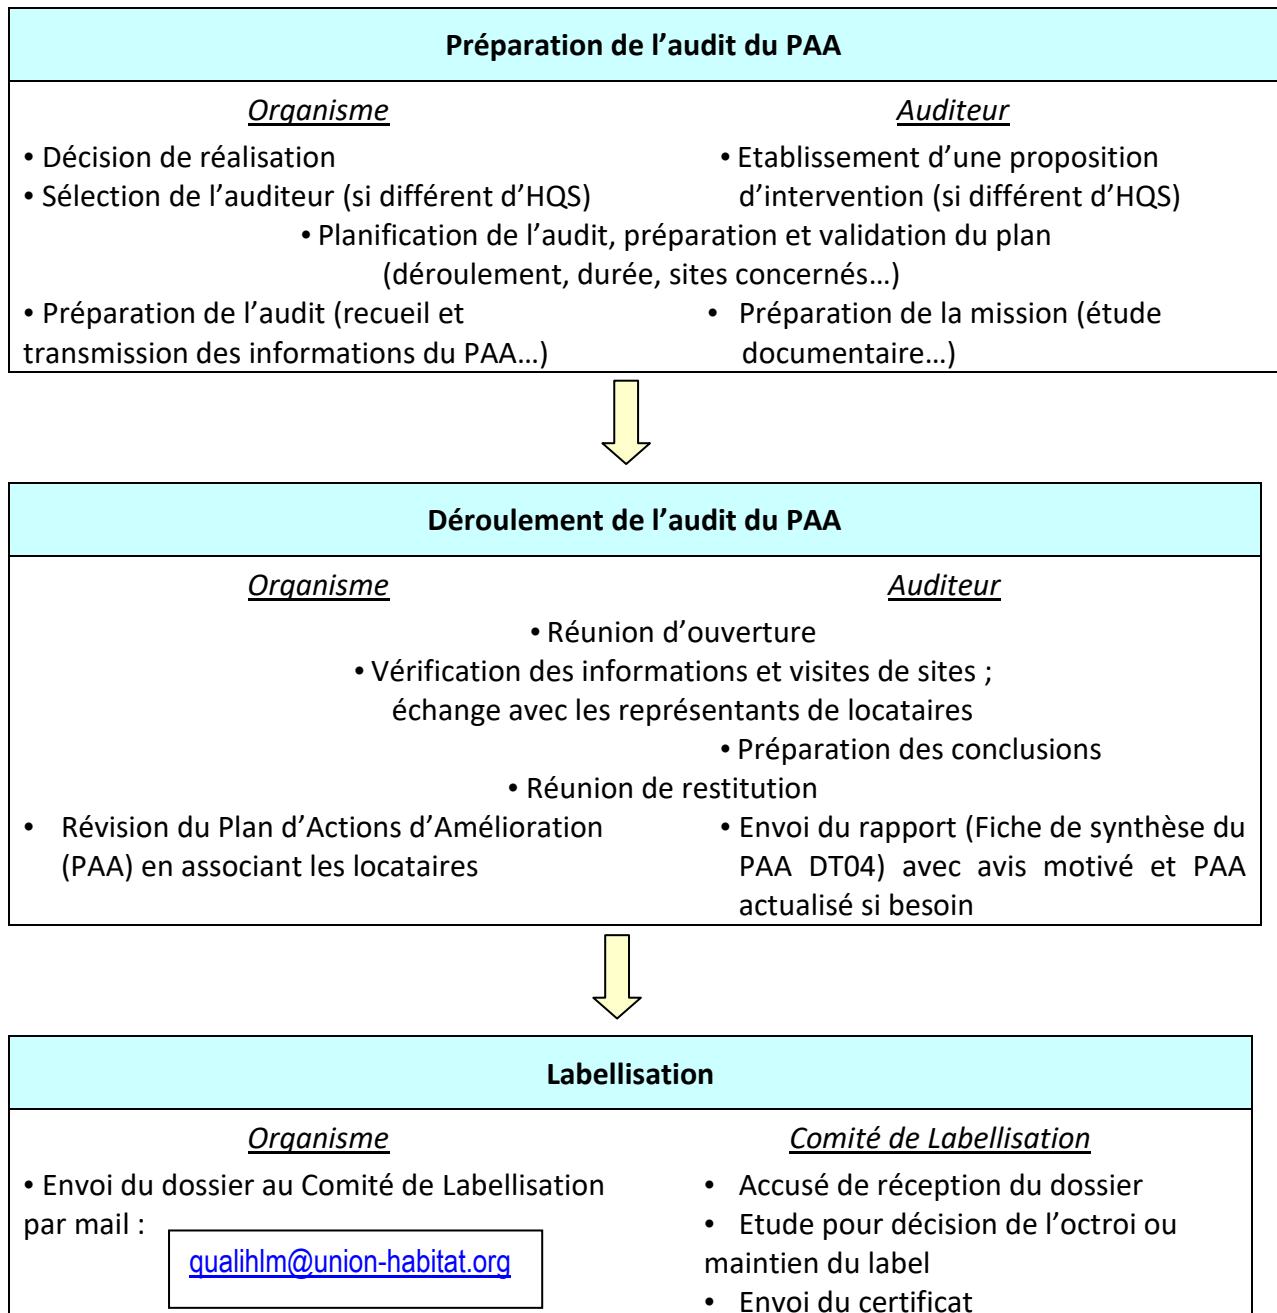 Préparation de l’audit du PAA
Organisme
Auditeur
• Décision de réalisation
• Sélection de l’auditeur (si différent d’HQS)
• Etablissement d’une proposition
d’intervention (si différent d’HQS)
• Planification de l’audit, préparation et validation du plan
(déroulement, durée, sites concernés…)
• Préparation de l’audit (recueil et
transmission des informations du PAA…)
• Préparation de la mission (étude
documentaire…)
Déroulement de l’audit du PAA
Organisme
Auditeur
• Réunion d’ouverture
• Vérification des informations et visites de sites ;
échange avec les représentants de locataires
• Préparation des conclusions
• Réunion de restitution
• Révision du Plan d’Actions d’Amélioration
(PAA) en associant les locataires
• Envoi du rapport (Fiche de synthèse du
PAA DT04) avec avis motivé et PAA
actualisé si besoin
Labellisation
Organisme
Comité de Labellisation
• Envoi du dossier au Comité de Labellisation
par mail :
qualihlm@union-habitat.org
• Accusé de réception du dossier
• Etude pour décision de l’octroi ou
maintien du label
• Envoi du certificat